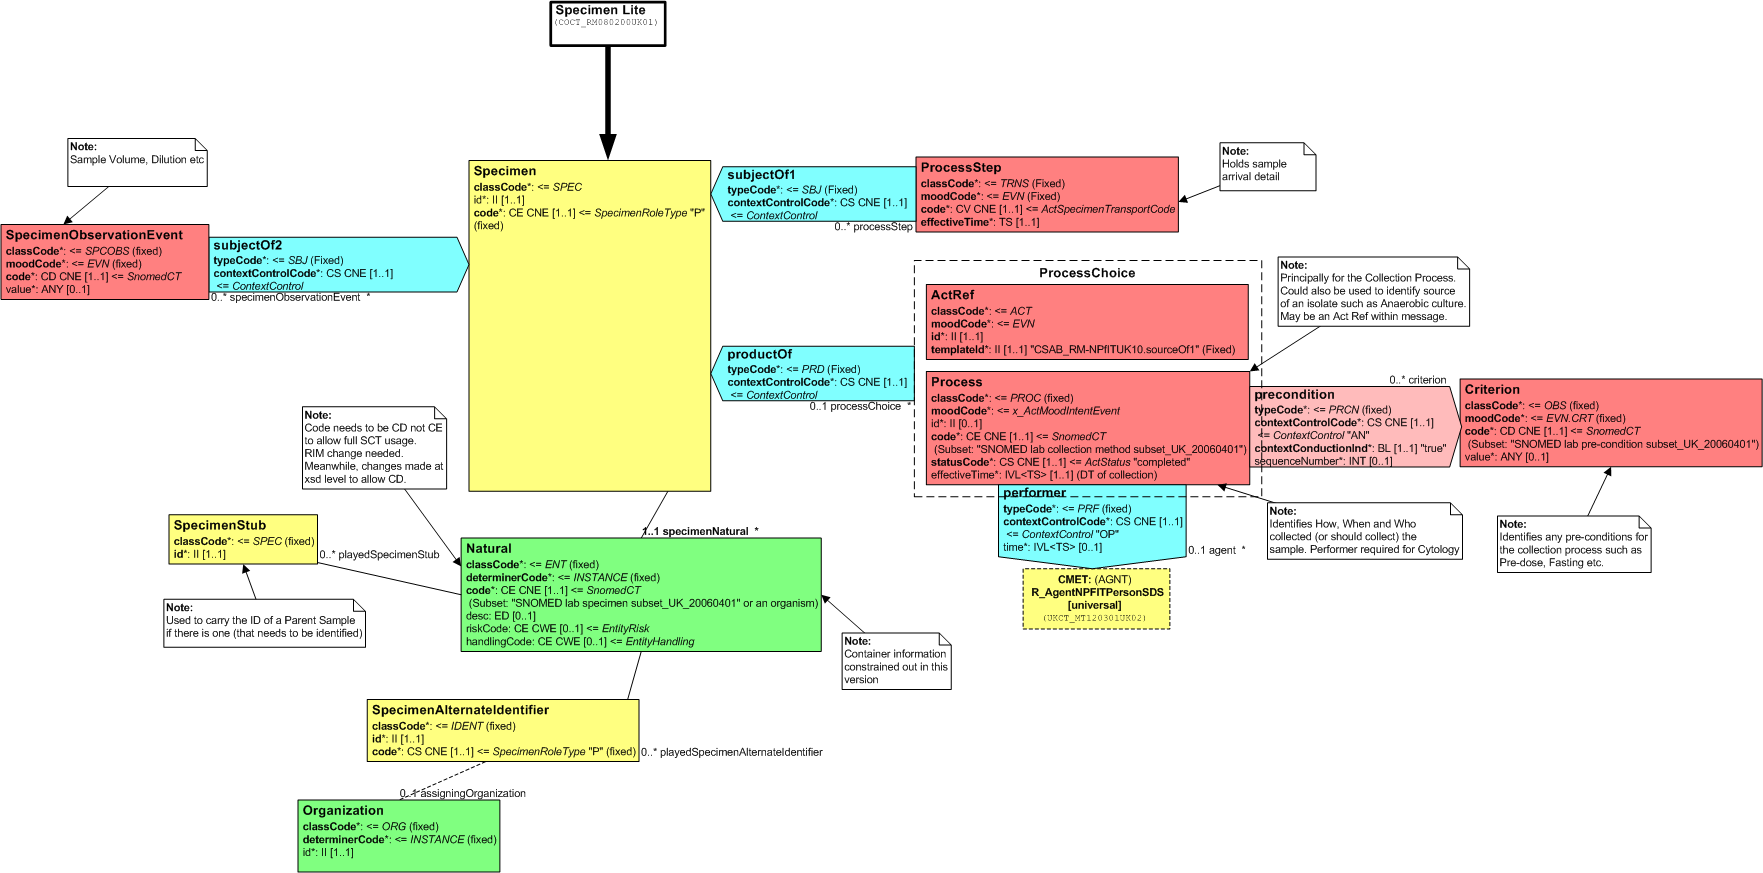 Specimen Lite
(COCT_RM080200UK01)
Note:
Sample Volume, Dilution etc
SpecimenObservationEvent
classCode*: <= SPCOBS (fixed)
moodCode*: <= EVN (fixed)
code*: CD CNE [1..1] <= SnomedCT
value*: ANY [0..1]
subjectOf2
typeCode*: <= SBJ (Fixed)
contextControlCode*: CS CNE [1..1]
<= ContextControl
0..* specimenObservationEvent *
Specimen
classCode*: <= SPEC
id*: II [1..1]
code*: CE CNE [1..1] <= SpecimenRoleType "P"
(fixed)
subjectOf1
typeCode*: <= SBJ (Fixed)
contextControlCode*: CS CNE [1..1]
<= ContextControl
0..* processStep
ProcessStep
classCode*: <= TRNS (Fixed)
moodCode*: <= EVN (Fixed)
code*: CV CNE [1..1] <= ActSpecimenTransportCode
effectiveTime*: TS [1..1]
Note:
Holds sample
arrival detail
ProcessChoice
ActRef
classCode*: <= ACT
moodCode*: <= EVN
id*: II [1..1]
templateId*: II [1..1] "CSAB_RM-NPfITUK10.sourceOf1" (Fixed)
Note:
Principally for the Collection Process.
Could also be used to identify source
of an isolate such as Anaerobic culture.
May be an Act Ref within message.
productOf
typeCode*: <= PRD (Fixed)
contextControlCode*: CS CNE [1..1]
<= ContextControl
0..1 processChoice *
Process
classCode*: <= PROC (fixed)
moodCode*: <= x_ActMoodIntentEvent
id*: II [0..1]
code*: CE CNE [1..1] <= SnomedCT
(Subset: "SNOMED lab collection method subset_UK_20060401")
statusCode*: CS CNE [1..1] <= ActStatus "completed"
effectiveTime*: IVL<TS> [1..1] (DT of collection)
0..* criterion
precondition
typeCode*: <= PRCN (fixed)
contextControlCode*: CS CNE [1..1]
<= ContextControl "AN"
contextConductionInd*: BL [1..1] "true"
sequenceNumber*: INT [0..1]
Criterion
classCode*: <= OBS (fixed)
moodCode*: <= EVN.CRT (fixed)
code*: CD CNE [1..1] <= SnomedCT
(Subset: "SNOMED lab pre-condition subset_UK_20060401")
value*: ANY [0..1]
Note:
Code needs to be CD not CE
to allow full SCT usage.
RIM change needed.
Meanwhile, changes made at
xsd level to allow CD.
performer
typeCode*: <= PRF (fixed)
contextControlCode*: CS CNE [1..1]
<= ContextControl "OP"
time*: IVL<TS> [0..1]
0..1 agent *
Note:
Identifies How, When and Who
collected (or should collect) the
sample. Performer required for Cytology
Note:
Identifies any pre-conditions for
the collection process such as
Pre-dose, Fasting etc.
CMET: (AGNT)
R_AgentNPFITPersonSDS
[universal]
(UKCT_MT120301UK02)
SpecimenStub
classCode*: <= SPEC (fixed)
id*: II [1..1]
0..* playedSpecimenStub
1..1 specimenNatural *
Natural
classCode*: <= ENT (fixed)
determinerCode*: <= INSTANCE (fixed)
code*: CE CNE [1..1] <= SnomedCT
(Subset: "SNOMED lab specimen subset_UK_20060401" or an organism)
desc: ED [0..1]
riskCode: CE CWE [0..1] <= EntityRisk
handlingCode: CE CWE [0..1] <= EntityHandling
Note:
Used to carry the ID of a Parent Sample
if there is one (that needs to be identified)
Note:
Container information
constrained out in this
version
SpecimenAlternateIdentifier
classCode*: <= IDENT (fixed)
id*: II [1..1]
code*: CS CNE [1..1] <= SpecimenRoleType "P" (fixed)
0..* playedSpecimenAlternateIdentifier
0..1 assigningOrganization
Organization
classCode*: <= ORG (fixed)
determinerCode*: <= INSTANCE (fixed)
id*: II [1..1]